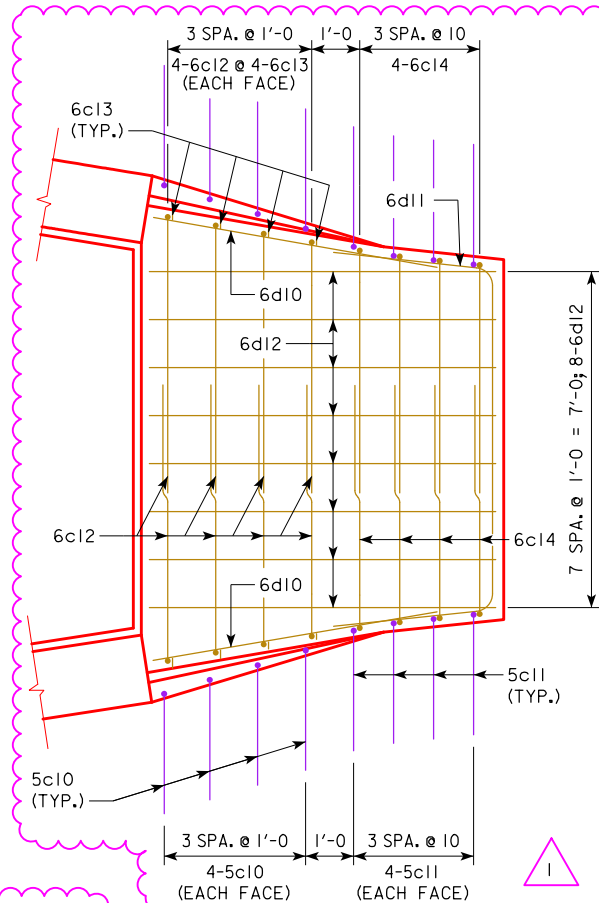 3 SPA. @ 1'-0
1'-0
3 SPA. @ 10
4-6c12 @ 4-6c13
(EACH FACE)
4-6c14
6c13
(TYP.)
6d11
6d10
6d12
7 SPA. @ 1'-0 = 7'-0; 8-6d12
6c12
6c14
6d10
5c11
(TYP.)
5c10
(TYP.)
3 SPA. @ 1'-0
1'-0
3 SPA. @ 10
4-5c10
(EACH FACE)
4-5c11
(EACH FACE)
1